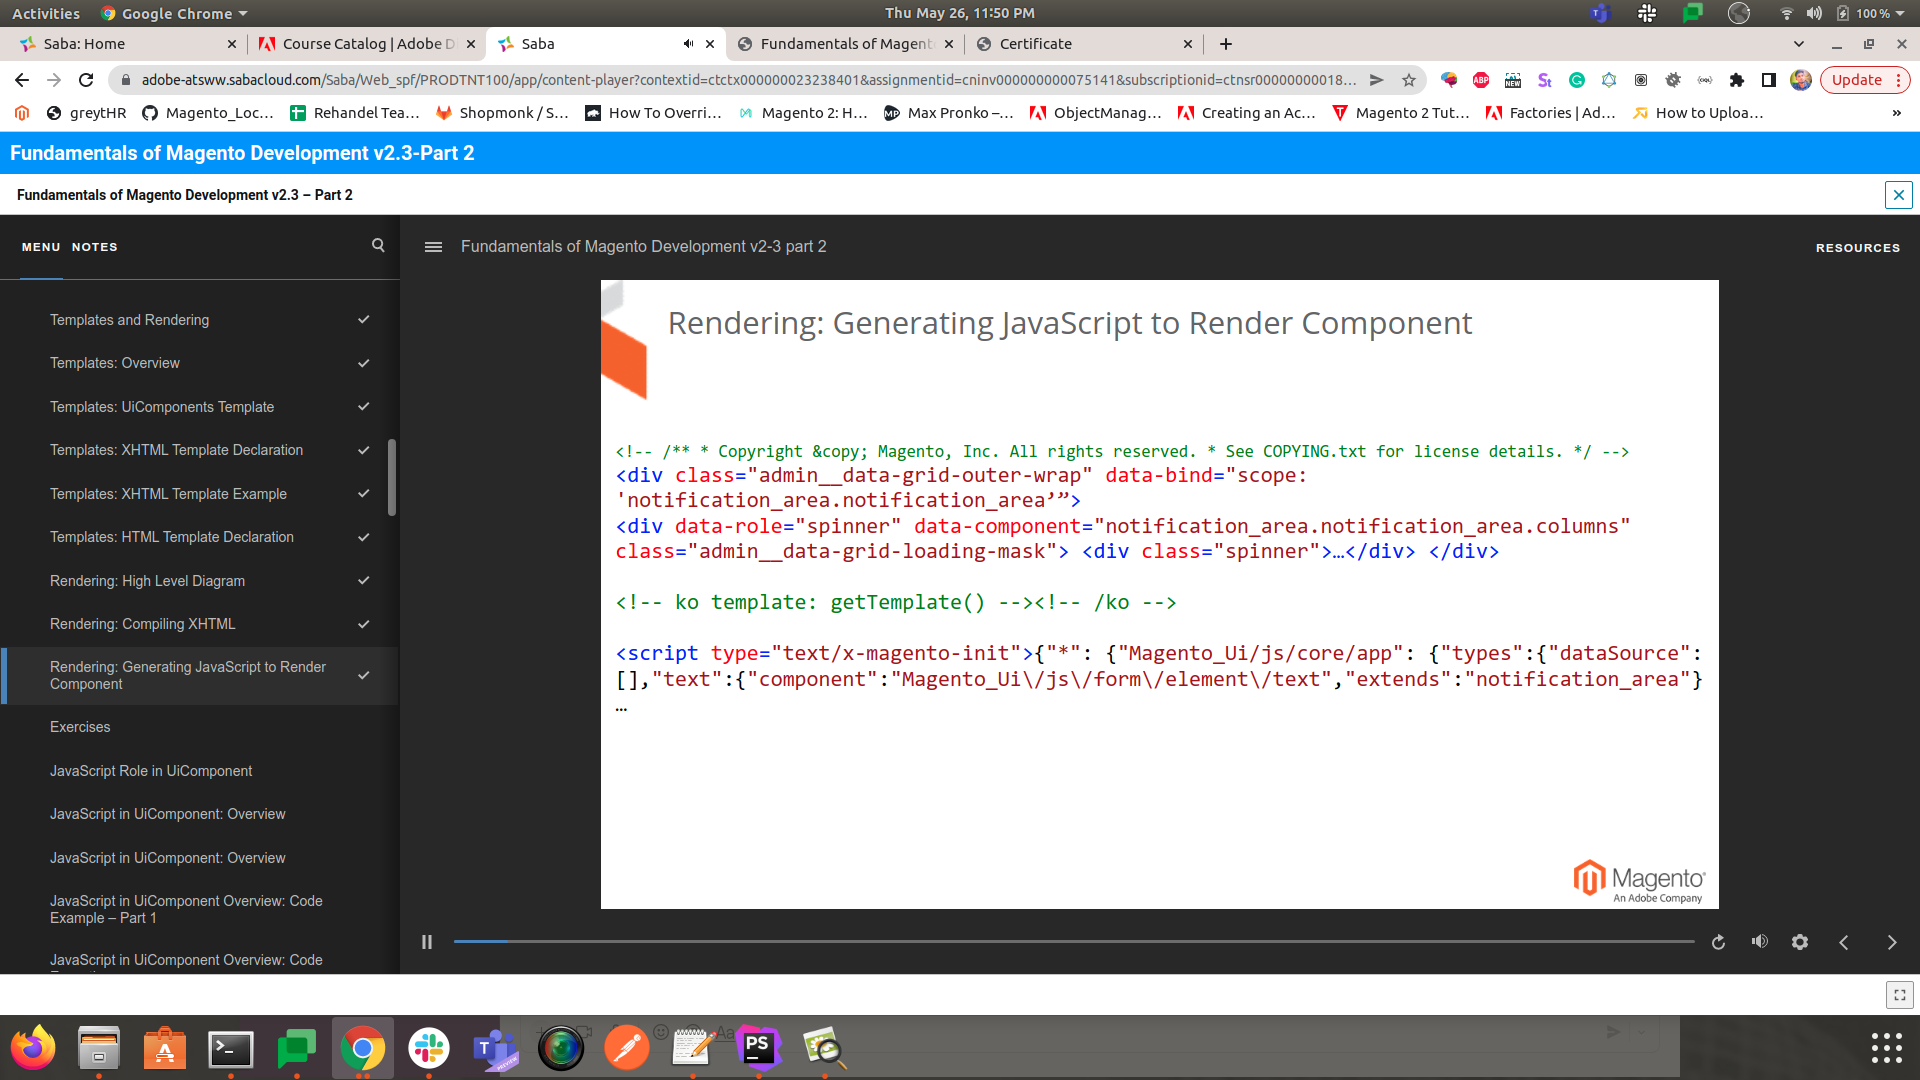 Activities
Google Chrome
Thu May 26, 11:50 PM
100 %
Saba: Home
Course Catalog | Adobe D
Saba
Fundamentals of Magent
Certificate
adobe-atsww.sabacloud.com/Saba/Web_spf/PRODTNT100/app/content-player?contextid=ctctx000000023238401&assignmentid=cninv000000000075141&subscriptionid=ctnsr00000000018...
ABP
NEW
St
Update
greytHR
Magento_Loc...
Rehandel Tea...
Shopmonk / S...
How To Overri...
Magento 2: H...
Max Pronko –...
ObjectManag...
Creating an Ac...
Magento 2 Tut...
Factories | Ad...
How to Uploa...
»
Fundamentals of Magento Development v2.3-Part 2
Fundamentals of Magento Development v2.3 – Part 2
MENU
NOTES
Fundamentals of Magento Development v2-3 part 2
RESOURCES
Templates and Rendering
Templates: Overview
Templates: UiComponents Template
Templates: XHTML Template Declaration
Templates: XHTML Template Example
Templates: HTML Template Declaration
Rendering: High Level Diagram
Rendering: Compiling XHTML
Rendering: Generating JavaScript to Render
Component
Exercises
JavaScript Role in UiComponent
JavaScript in UiComponent: Overview
JavaScript in UiComponent: Overview
JavaScript in UiComponent Overview: Code
Example – Part 1
JavaScript in UiComponent Overview: Code
Rendering: Generating JavaScript to Render Component
<!-- /** * Copyright &copy; Magento, Inc. All rights reserved. * See COPYING.txt for license details. */ -->
<div class="admin__data-grid-outer-wrap" data-bind="scope:
'notification_area.notification_area’”>
<div data-role="spinner" data-component="notification_area.notification_area.columns"
class="admin__data-grid-loading-mask"> <div class="spinner">…</div> </div>
<!-- ko template: getTemplate() --><!-- /ko -->
<script type="text/x-magento-init">{"*": {"Magento_Ui/js/core/app": {"types":{"dataSource":
[],"text":{"component":"Magento_Ui\/js\/form\/element\/text","extends":"notification_area"}
…
Magento
An Adobe Company
PS